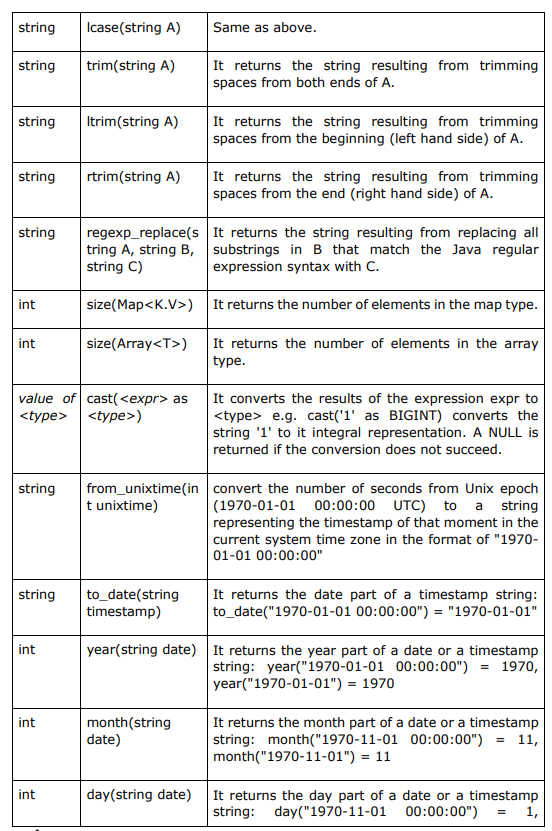 string lcase(string A) Same as above.
string trim(string A) It returns the string resulting from trimming
spaces from both ends of A.
string ltrim(string A) It returns the string resulting from trimming
spaces from the beginning (left hand side) of A.
string rtrim(string A) It returns the string resulting from trimming
spaces from the end (right hand side) of A.
string regexp_replace(s It returns the string resulting from replacing all
tring A, string B, substrings in B that match the Java regular
string C) expression syntax with C.
int size(Map<K.V>) It returns the number of elements in the map type.
int size(Array<T>) It returns the number of elements in the array
type.
value of cast(<expr> as It converts the results of the expression expr to
<type> <type>) <type> e.g. cast('1' as BIGINT) converts the
string '1' to it integral representation. A NULL is
returned if the conversion does not succeed.
string from_unixtime(in convert the number of seconds from Unix epoch
t unixtime) (1970-01-01 00:00:00 UTC) to a string
representing the timestamp of that moment in the
current system time zone in the format of "1970-
01-01 00:00:00"
string to_date(string It returns the date part of a timestamp string:
timestamp) to_date("1970-01-01 00:00:00") = "1970-01-01"
int year(string date) It returns the year part of a date or a timestamp
string: year("1970-01-01 00:00:00") = 1970,
year("1970-01-01") = 1970
int month(string It returns the month part of a date or a timestamp
date) string: month("1970-11-01 00:00:00") = 11,
month("1970-11-01") = 11
int day(string date) It returns the day part of a date or a timestamp
string: day("1970-11-01 00:00:00") = 1,